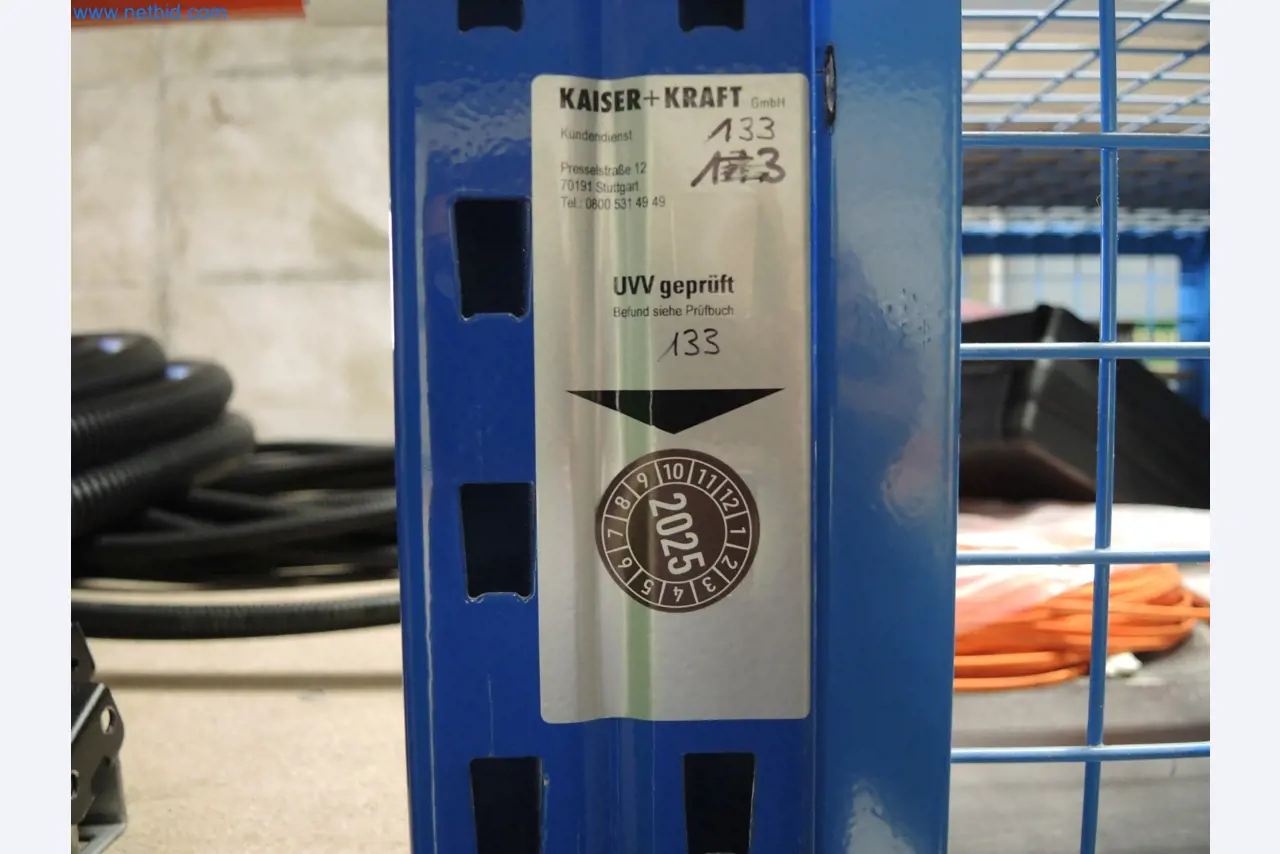 www.netbid.com
KAISER+KRAFT GmbH
Kundendienst
133
Presselstraße 12
70191 Stuttgart
Tel.: 0800 531 49 49
UVV geprüft
Befund siehe Prüfbuch
133
1 2 3 4 5 6 7 8 9 10 11 12
2025